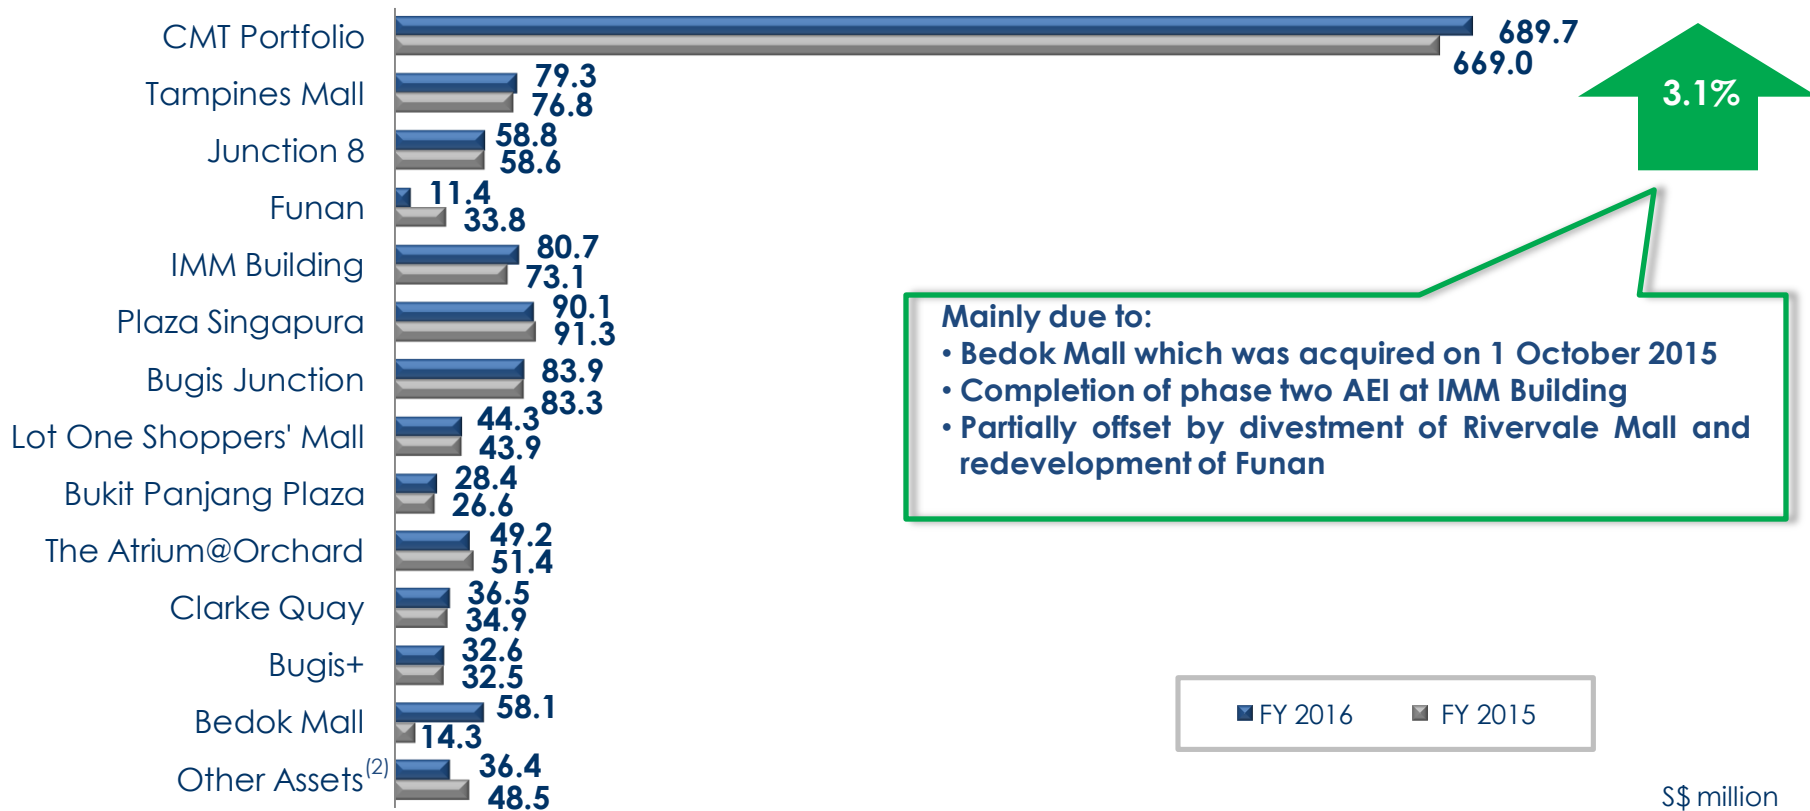 CMT Portfolio
689.7
669.0
3.1%
Tampines Mall
79.3
76.8
Junction 8
58.8
58.6
Funan
11.4
33.8
IMM Building
80.7
73.1
Plaza Singapura
90.1
91.3
Bugis Junction
83.9
83.3
Lot One Shoppers' Mall
44.3
43.9
Bukit Panjang Plaza
28.4
26.6
The Atrium@Orchard
49.2
51.4
Clarke Quay
36.5
34.9
Bugis+
32.6
32.5
Bedok Mall
58.1
14.3
Other Assets(2)
36.4
48.5
Mainly due to:
• Bedok Mall which was acquired on 1 October 2015
• Completion of phase two AEI at IMM Building
• Partially offset by divestment of Rivervale Mall and
redevelopment of Funan
FY 2016 FY 2015
S$ million